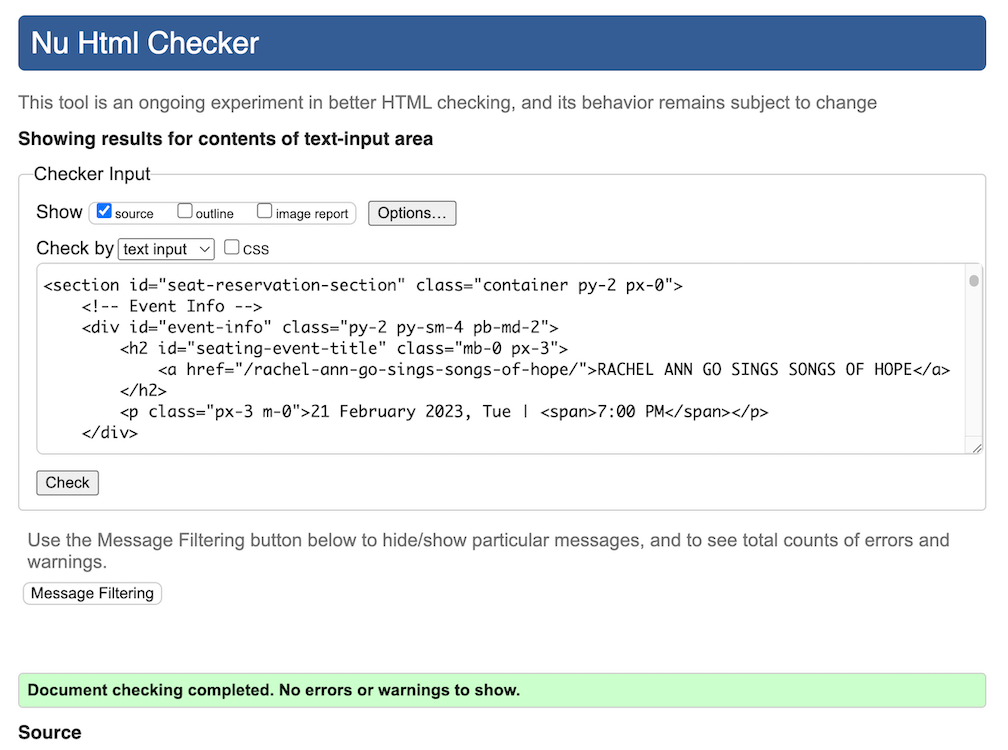 Nu Html Checker
This tool is an ongoing experiment in better HTML checking, and its behavior remains subject to change
Showing results for contents of text-input area
Checker Input
Show source outline image report Options…
Check by text input CSS
<section id="seat-reservation-section" class="container py-2 px-0">
    <!-- Event Info -->
    <div id="event-info" class="py-2 py-sm-4 pb-md-2">
        <h2 id="seating-event-title" class="mb-0 px-3">
            <a href="/rachel-ann-go-sings-songs-of-hope/">RACHEL ANN GO SINGS SONGS OF HOPE</a>
        </h2>
        <p class="px-3 m-0">21 February 2023, Tue | <span>7:00 PM</span></p>
    </div>
Check
Use the Message Filtering button below to hide/show particular messages, and to see total counts of errors and
warnings.
Message Filtering
Document checking completed. No errors or warnings to show.
Source